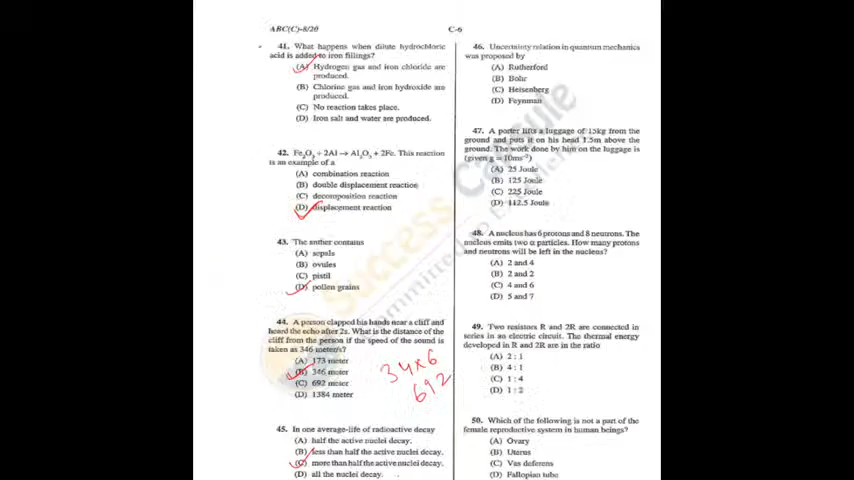 ABC(C)-8/20
C-6
41. What happens when dilute hydrochloric
acid is added to iron fillings?
(A) Hydrogen gas and iron chloride are
produced.
(B) Chlorine gas and iron hydroxide are
produced.
(C) No reaction takes place.
(D) Iron salt and water are produced.
42. Fe₂O₃ + 2Al → Al₂O₃ + 2Fe. This reaction
is an example of a
(A) combination reaction
(B) double displacement reaction
(C) decomposition reaction
(D) displacement reaction
43. The anther contains
(A) sepals
(B) ovules
(C) pistil
(D) pollen grains
44. A person clapped his hands near a cliff and
heard the echo after 2s. What is the distance of the
cliff from the person if the speed of the sound is
taken as 346 meter/s?
(A) 173 meter
(B) 346 meter
(C) 692 meter
(D) 1384 meter
34x6
692
45. In one average-life of radioactive decay
(A) half the active nuclei decay.
(B) less than half the active nuclei decay.
(C) more than half the active nuclei decay.
(D) all the nuclei decay.
46. Uncertainty relation in quantum mechanics
was proposed by
(A) Rutherford
(B) Bohr
(C) Heisenberg
(D) Feynman
47. A porter lifts a luggage of 15kg from the
ground and puts it on his head 1.5m above the
ground. The work done by him on the luggage is
(given g = 10ms⁻²)
(A) 25 Joule
(B) 125 Joule
(C) 225 Joule
(D) 112.5 Joule
48. A nucleus has 6 protons and 8 neutrons. The
nucleus emits two α particles. How many protons
and neutrons will be left in the nucleus?
(A) 2 and 4
(B) 2 and 2
(C) 4 and 6
(D) 5 and 7
49. Two resistors R and 2R are connected in
series in an electric circuit. The thermal energy
developed in R and 2R are in the ratio
(A) 2 : 1
(B) 4 : 1
(C) 1 : 4
(D) 1 : 2
50. Which of the following is not a part of the
female reproductive system in human beings?
(A) Ovary
(B) Uterus
(C) Vas deferens
(D) Fallopian tube
Success Capsule